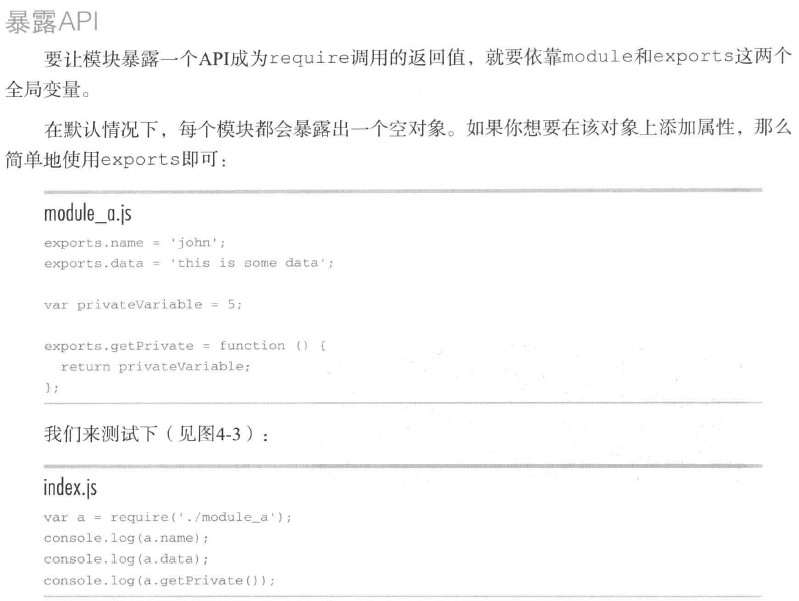 暴露API
要让模块暴露一个API成为require调用的返回值，就要依靠module和exports这两个
全局变量。
在默认情况下，每个模块都会暴露出一个空对象。如果你想要在该对象上添加属性，那么
简单地使用exports即可：
module_a.js
exports.name = 'john';
exports.data = 'this is some data';
var privateVariable = 5;
exports.getPrivate = function () {
  return privateVariable;
};
我们来测试下（见图4-3）：
index.js
var a = require('./module_a');
console.log(a.name);
console.log(a.data);
console.log(a.getPrivate());